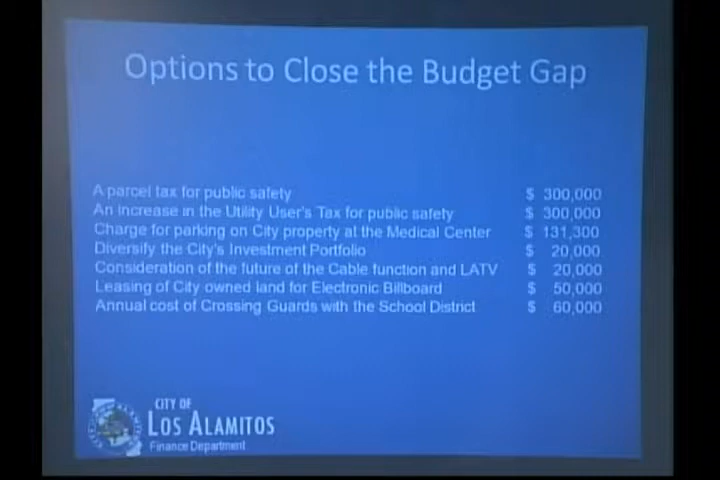 Options to Close the Budget Gap
A parcel tax for public safety $ 300,000
An increase in the Utility User's Tax for public safety $ 300,000
Charge for parking on City property at the Medical Center $ 131,300
Diversify the City's Investment Portfolio $ 20,000
Consideration of the future of the Cable function and LATV $ 20,000
Leasing of City owned land for Electronic Billboard $ 50,000
Annual cost of Crossing Guards with the School District $ 60,000
CITY OF
LOS ALAMITOS
Finance Department